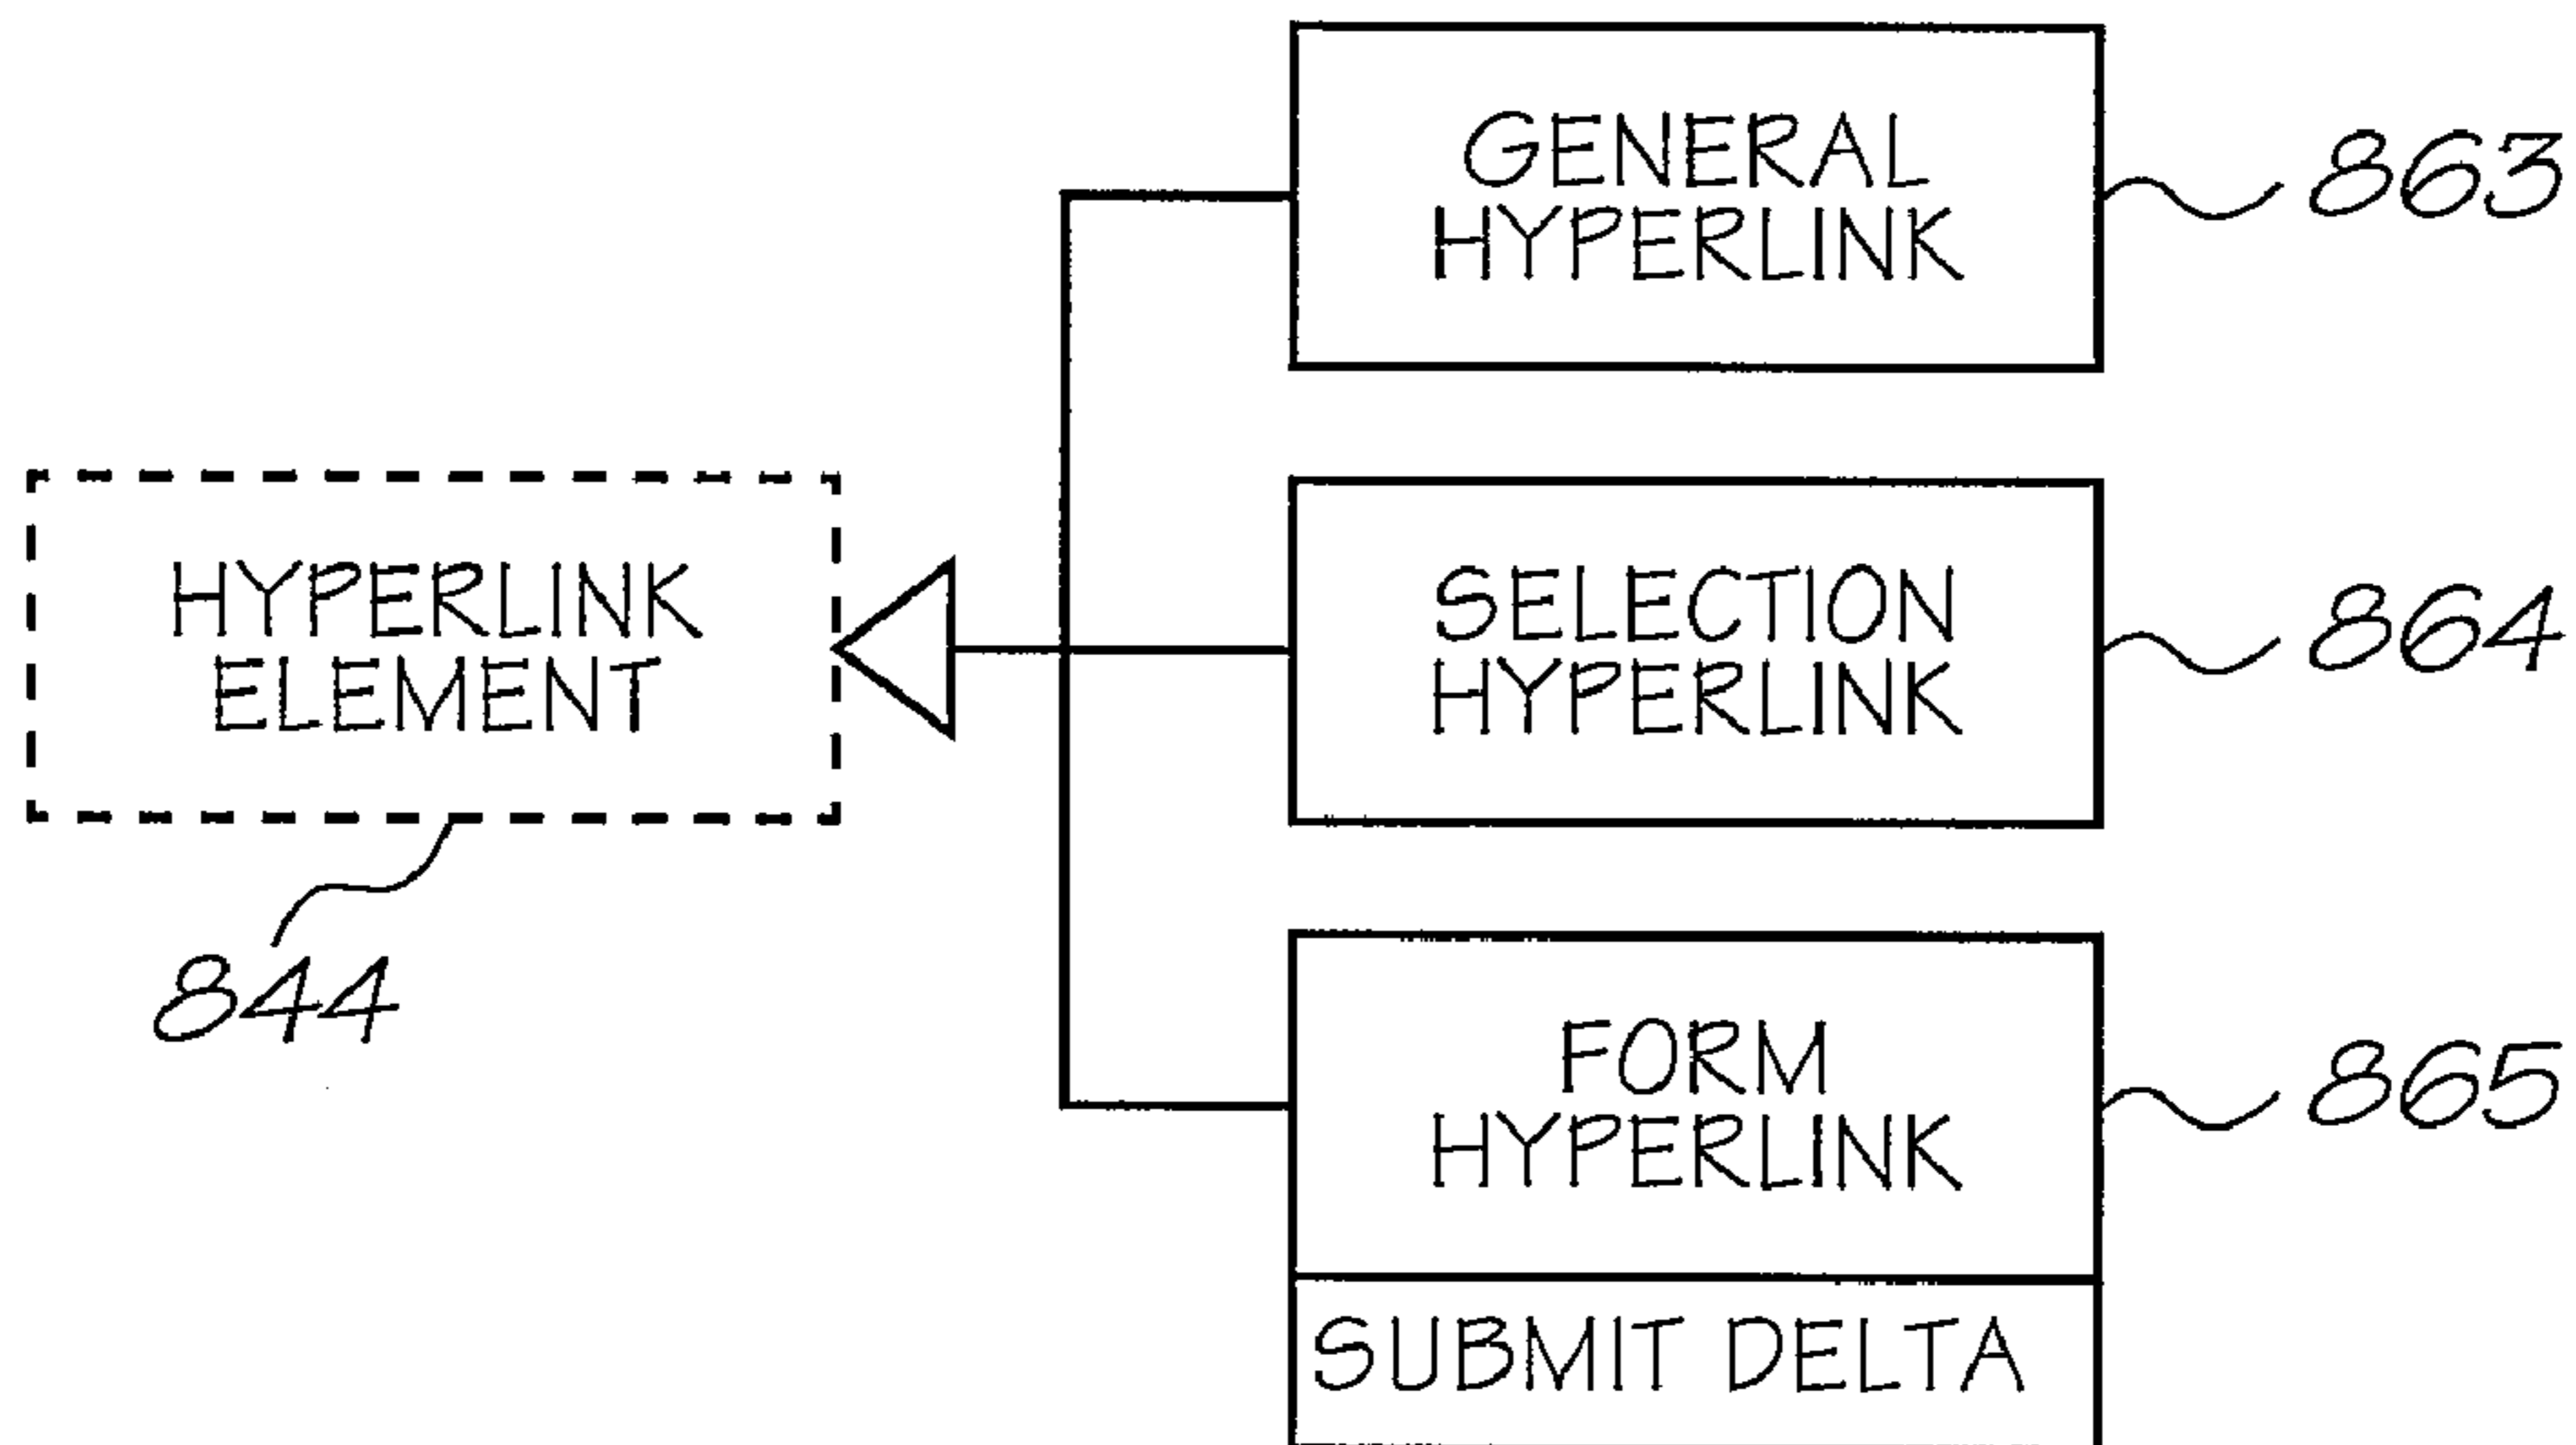 GENERAL
HYPERLINK
863
HYPERLINK
ELEMENT
844
SELECTION
HYPERLINK
864
FORM
HYPERLINK
865
SUBMIT DELTA